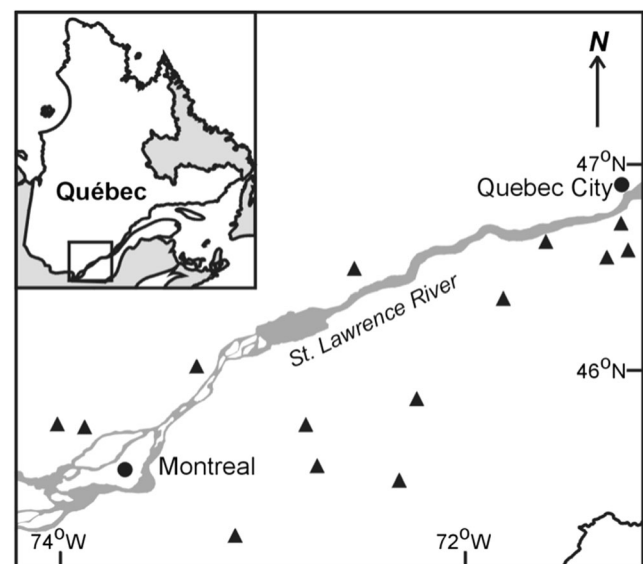 N
47°N
Quebec City
Québec
St. Lawrence River
46°N
Montreal
74°W
72°W